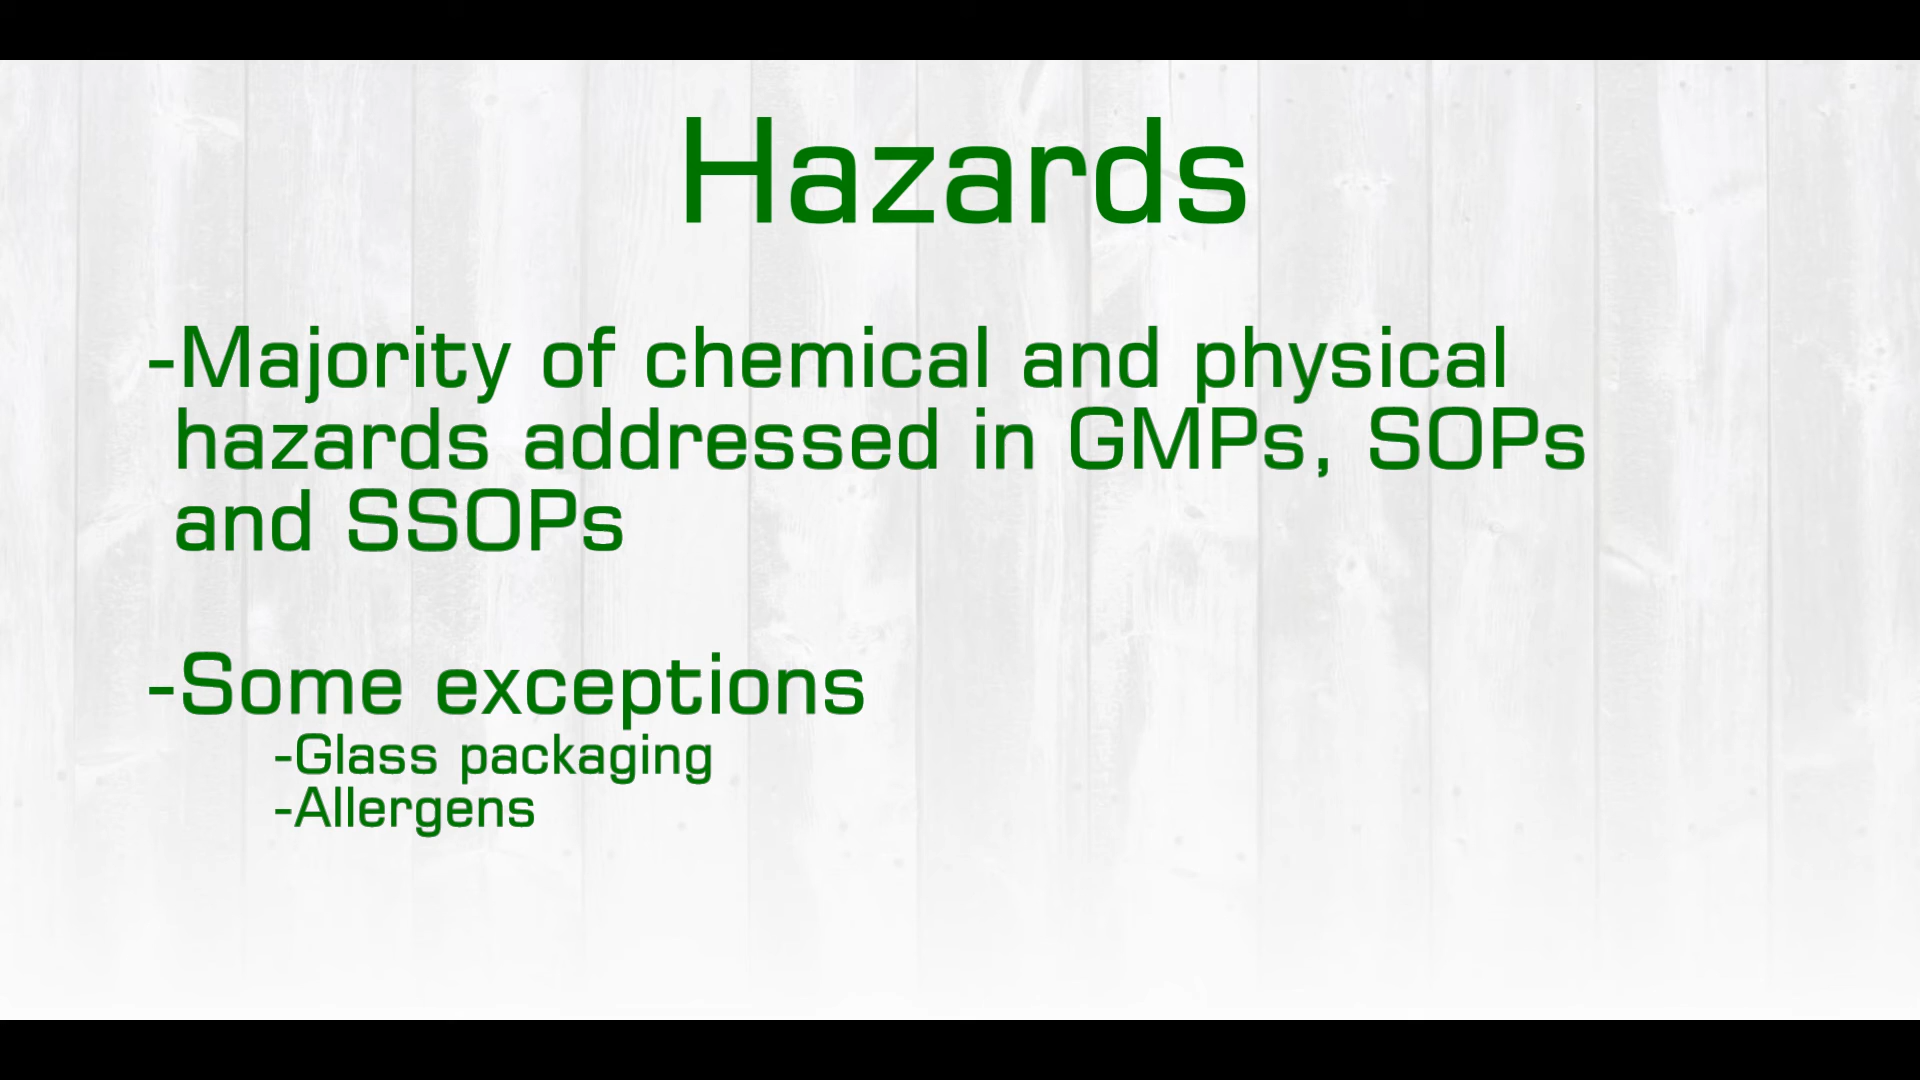 Hazards
-Majority of chemical and physical
hazards addressed in GMPs, SOPs
and SSOPs
-Some exceptions
-Glass packaging
-Allergens